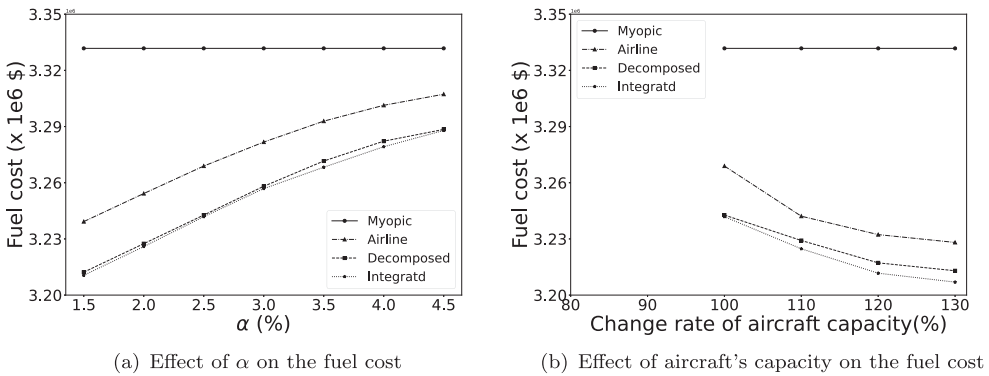 1e6
3.35
3.32
3.29
3.26
3.23
3.20
Fuel cost (x 1e6 $)
Myopic
Airline
Decomposed
Integratd
1.5 2.0 2.5 3.0 3.5 4.0 4.5
α (%)
(a) Effect of α on the fuel cost
1e6
3.35
3.32
3.29
3.26
3.23
3.20
Fuel cost (x 1e6 $)
Myopic
Airline
Decomposed
Integratd
80 90 100 110 120 130
Change rate of aircraft capacity(%)
(b) Effect of aircraft's capacity on the fuel cost